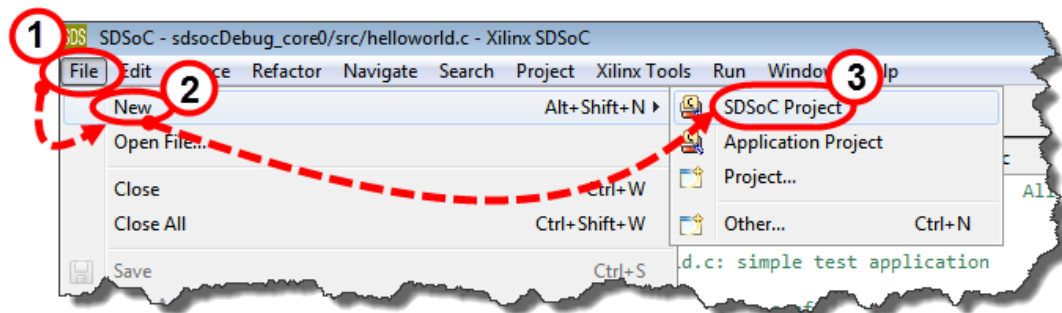 1
SDS SDSoC - sdsocDebug_core0/src/helloworld.c - Xilinx SDSoC
File Edit Refactor Navigate Search Project Xilinx Tools Run Window
2
3
New Alt+Shift+N
SDSoC Project
Open File...
Application Project
Project...
Close Ctrl+W
Close All Ctrl+Shift+W
Other... Ctrl+N
Save Ctrl+S
ld.c: simple test application